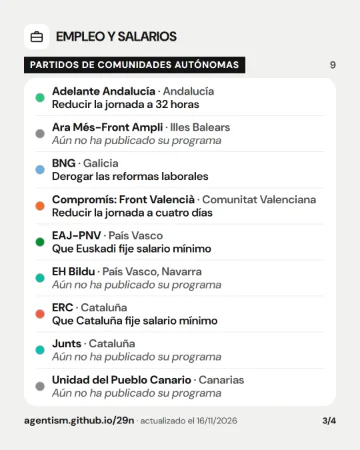 EMPLEO Y SALARIOS
PARTIDOS DE COMUNIDADES AUTÓNOMAS 9
Adelante Andalucía · Andalucía
Reducir la jornada a 32 horas
Ara Més-Front Ampli · Illes Balears
Aún no ha publicado su programa
BNG · Galicia
Derogar las reformas laborales
Compromís: Front Valencià · Comunitat Valenciana
Reducir la jornada a cuatro días
EAJ-PNV · País Vasco
Que Euskadi fije salario mínimo
EH Bildu · País Vasco, Navarra
Aún no ha publicado su programa
ERC · Cataluña
Que Cataluña fije salario mínimo
Junts · Cataluña
Aún no ha publicado su programa
Unidad del Pueblo Canario · Canarias
Aún no ha publicado su programa
agentism.github.io/29n · actualizado el 16/11/2026 3/4